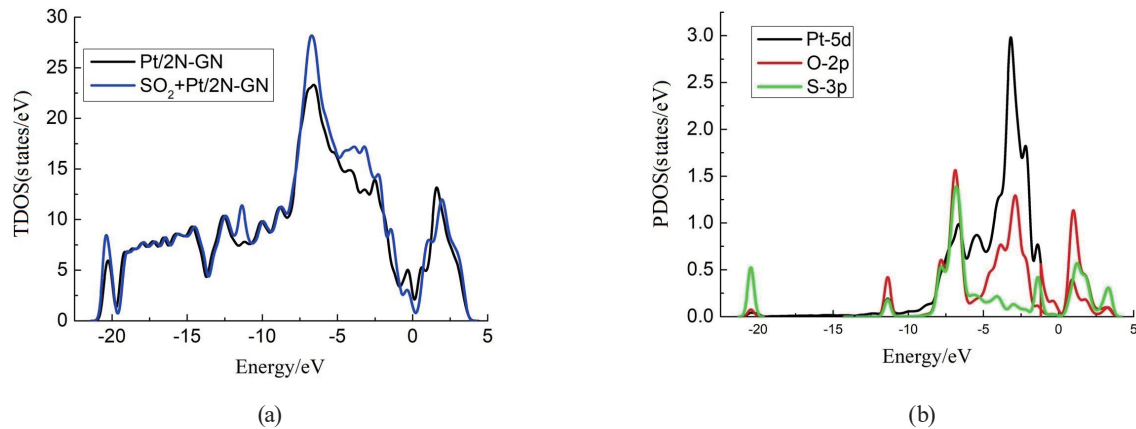 30
25
20
15
10
5
0
TDOS(states/eV)
Pt/2N-GN
SO₂+Pt/2N-GN
-20 -15 -10 -5 0 5
Energy/eV
(a)
3.0
2.5
2.0
1.5
1.0
0.5
0.0
PDOS(states/eV)
Pt-5d
O-2p
S-3p
-20 -15 -10 -5 0 5
Energy/eV
(b)